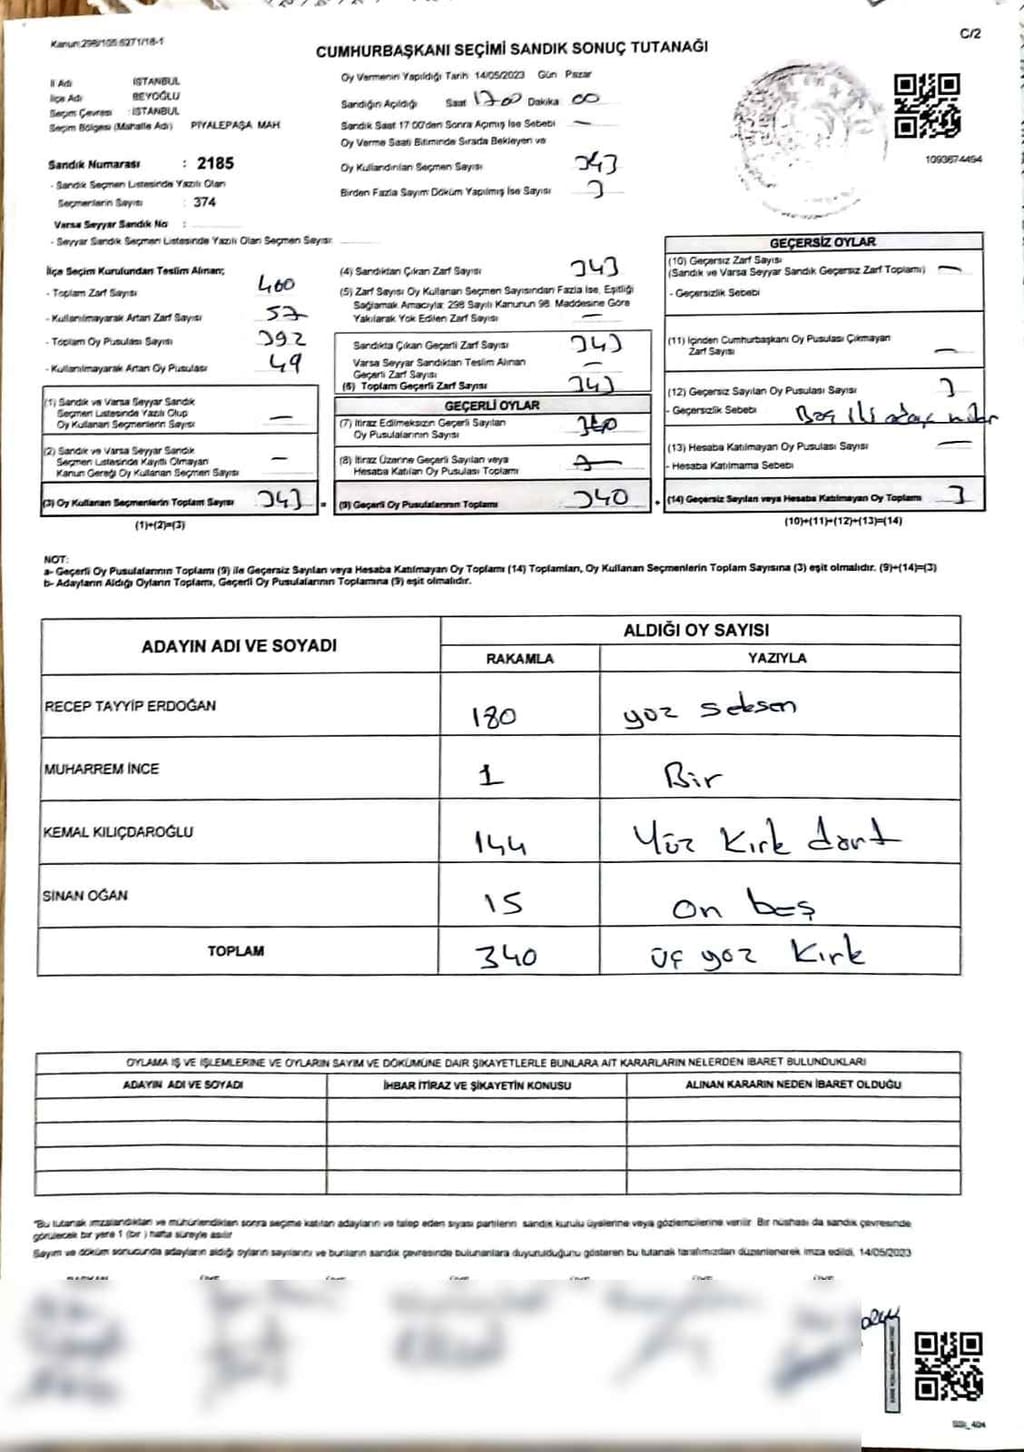 Kanun:298/105:6271/18-1
C/2
CUMHURBAŞKANI SEÇİMİ SANDIK SONUÇ TUTANAĞI
İl Adı : İSTANBUL
İlçe Adı BEYOĞLU
Seçim Çevresi : İSTANBUL
Seçim Bölgesi (Mahalle Adı) PİYALEPAŞA MAH
Sandık Numarası : 2185
- Sandık Seçmen Listesinde Yazılı Olan
Seçmenlerin Sayısı : 374
Varsa Seyyar Sandık No :
- Seyyar Sandık Seçmen Listesinde Yazılı Olan Seçmen Sayısı:
Oy Vermenin Yapıldığı Tarih 14/05/2023 Gün Pazar
Sandığın Açıldığı Saat 1700 Dakika 00
Sandık Saat 17:00'den Sonra Açmış İse Sebebi —
Oy Verme Saati Bitiminde Sırada Bekleyen ve
Oy Kullandırılan Seçmen Sayısı 343
Birden Fazla Sayım Döküm Yapılmış İse Sayısı
1093674494
İlçe Seçim Kurulundan Teslim Alınan;
- Toplam Zarf Sayısı 400
- Kullanılmayarak Artan Zarf Sayısı 57
- Toplam Oy Pusulası Sayısı 392
- Kullanılmayarak Artan Oy Pusulası 49
(1) Sandık ve Varsa Seyyar Sandık
Seçmen Listesinde Yazılı Olup
Oy Kullanan Seçmenlerin Sayısı —
(2) Sandık ve Varsa Seyyar Sandık
Seçmen Listesinde Kayıtlı Olmayan
Kanun Gereği Oy Kullanan Seçmen Sayısı —
(3) Oy Kullanan Seçmenlerin Toplam Sayısı 343 =
(1)+(2)=(3)
(4) Sandıktan Çıkan Zarf Sayısı 343
(5) Zarf Sayısı Oy Kullanan Seçmen Sayısından Fazla İse, Eşitliği
Sağlamak Amacıyla; 298 Sayılı Kanunun 98. Maddesine Göre
Yakılarak Yok Edilen Zarf Sayısı —
Sandıkta Çıkan Geçerli Zarf Sayısı 343
Varsa Seyyar Sandıktan Teslim Alınan
Geçerli Zarf Sayısı —
(6) Toplam Geçerli Zarf Sayısı 343
GEÇERLİ OYLAR
(7) İtiraz Edilmeksizin Geçerli Sayılan
Oy Pusulalarının Sayısı 340
(8) İtiraz Üzerine Geçerli Sayılan veya
Hesaba Katılan Oy Pusulası Toplamı
(9) Geçerli Oy Pusulalarının Toplamı 340 +
GEÇERSİZ OYLAR
(10) Geçersiz Zarf Sayısı
(Sandık ve Varsa Seyyar Sandık Geçersiz Zarf Toplamı) —
- Geçersizlik Sebebi
(11) İçinden Cumhurbaşkanı Oy Pusulası Çıkmayan
Zarf Sayısı —
(12) Geçersiz Sayılan Oy Pusulası Sayısı 3
- Geçersizlik Sebebi
(13) Hesaba Katılmayan Oy Pusulası Sayısı —
- Hesaba Katılmama Sebebi
(14) Geçersiz Sayılan veya Hesaba Katılmayan Oy Toplamı 3
(10)+(11)+(12)+(13)=(14)
NOT:
a- Geçerli Oy Pusulalarının Toplamı (9) ile Geçersiz Sayılan veya Hesaba Katılmayan Oy Toplamı (14) Toplamları, Oy Kullanan Seçmenlerin Toplam Sayısına (3) eşit olmalıdır. (9)+(14)=(3)
b- Adayların Aldığı Oyların Toplamı, Geçerli Oy Pusulalarının Toplamına (9) eşit olmalıdır.
ADAYIN ADI VE SOYADI ALDIĞI OY SAYISI
RAKAMLA YAZIYLA
RECEP TAYYİP ERDOĞAN 180 yüz seksen
MUHARREM İNCE 1 Bir
KEMAL KILIÇDAROĞLU 144 Yüz Kırk dört
SİNAN OĞAN 15 On beş
TOPLAM 340 üç yüz Kırk
OYLAMA İŞ VE İŞLEMLERİNE VE OYLARIN SAYIM VE DÖKÜMÜNE DAİR ŞİKAYETLERLE BUNLARA AİT KARARLARIN NELERDEN İBARET BULUNDUKLARI
ADAYIN ADI VE SOYADI İHBAR İTİRAZ VE ŞİKAYETİN KONUSU ALINAN KARARIN NEDEN İBARET OLDUĞU
"Bu tutanak imzalandıktan ve mühürlendikten sonra seçime katılan adayların ve talep eden siyasi partilerin sandık kurulu üyelerine veya gözlemcilerine verilir. Bir nüshası da sandık çevresinde
görülecek bir yere 1 (bir) hafta süreyle asılır
Sayım ve döküm sonucunda adayların aldığı oyların sayılarını ve bunların sandık çevresinde bulunanlara duyurulduğunu gösteren bu tutanak tarafımızdan düzenlenerek imza edildi. 14/05/2023